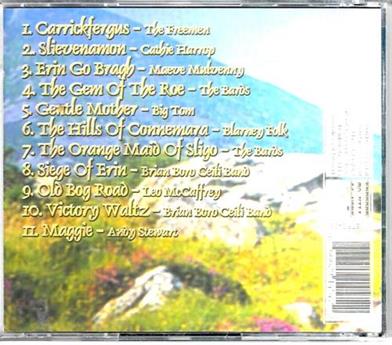 1. Carrickfergus – The Freemen
2. Slievenamon – Cathie Harrop
3. Erin Go Bragh – Maeve Mulvenny
4. The Gem Of The Roe – The Bards
5. Gentle Mother – Big Tom
6. The Hills Of Connemara – Blarney Folk
7. The Orange Maid Of Sligo – The Bards
8. Siege Of Erin – Brian Boro Ceili Band
9. Old Bog Road – Leo McCaffrey
10. Victory Waltz – Brian Boro Ceili Band
11. Maggie – Andy Stewart